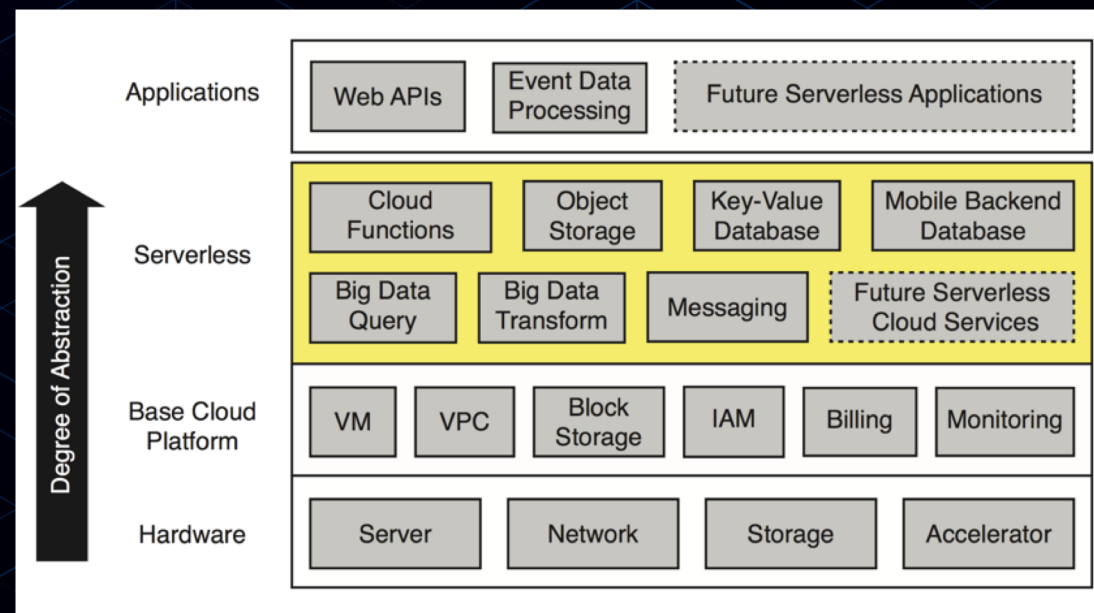 Applications
Web APIs
Event Data
Processing
Future Serverless Applications
Degree of Abstraction
Serverless
Cloud
Functions
Object
Storage
Key-Value
Database
Mobile Backend
Database
Big Data
Query
Big Data
Transform
Messaging
Future Serverless
Cloud Services
Base Cloud
Platform
VM
VPC
Block
Storage
IAM
Billing
Monitoring
Hardware
Server
Network
Storage
Accelerator